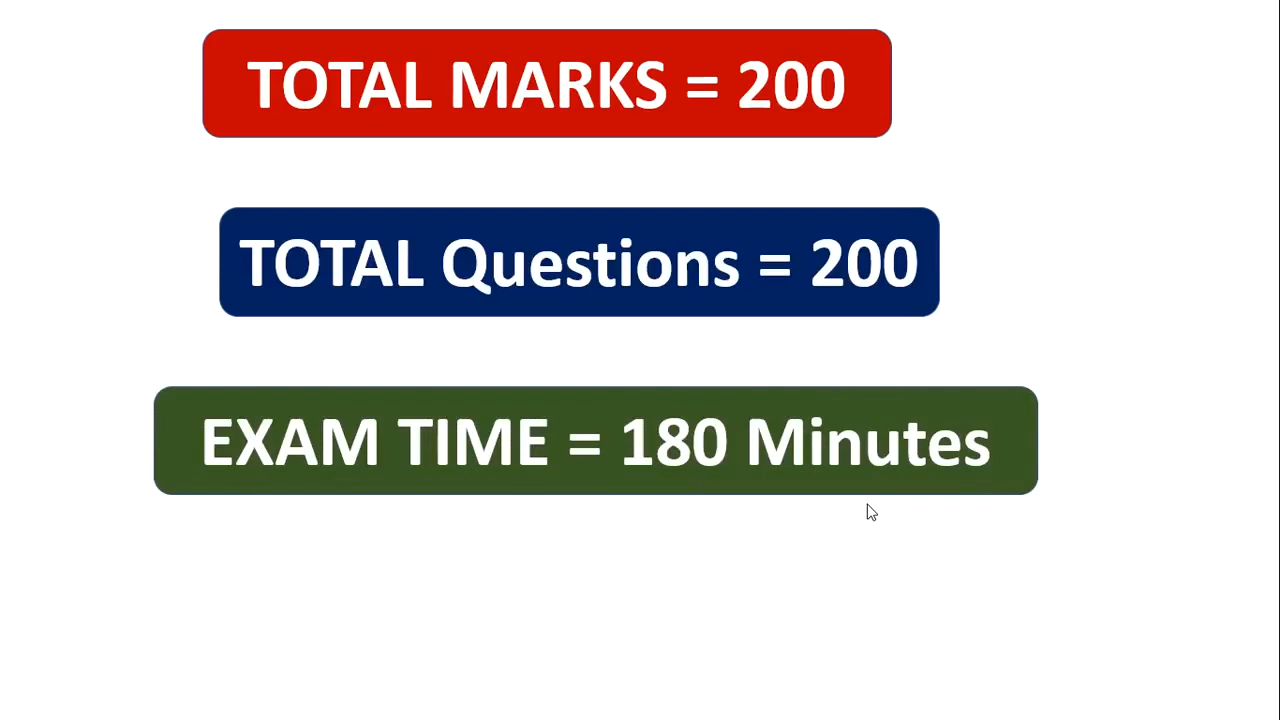 TOTAL MARKS = 200
TOTAL Questions = 200
EXAM TIME = 180 Minutes